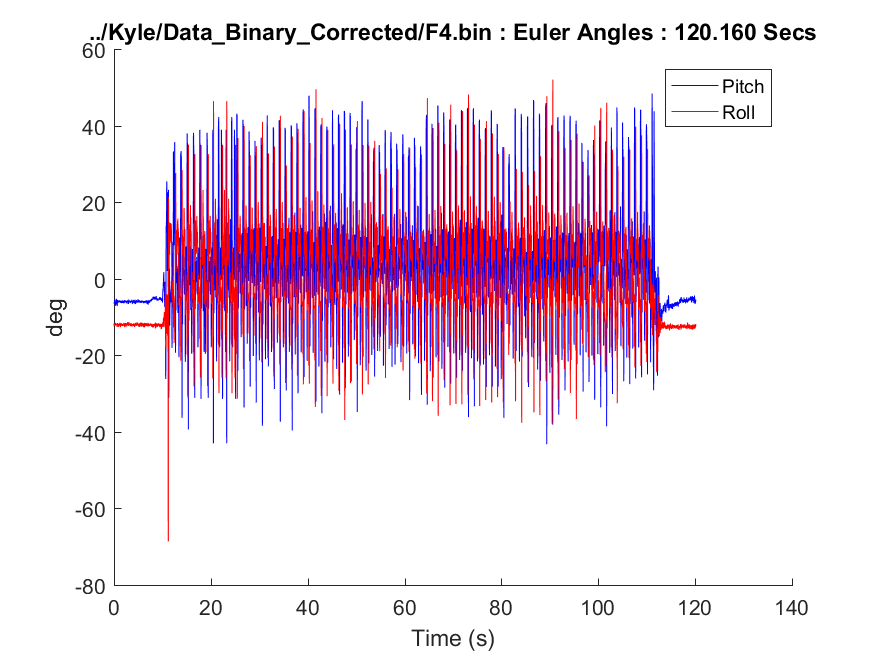 ../Kyle/Data_Binary_Corrected/F4.bin : Euler Angles : 120.160 Secs
60
40
20
0
-20
-40
-60
-80
deg
Pitch
Roll
0 20 40 60 80 100 120 140
Time (s)